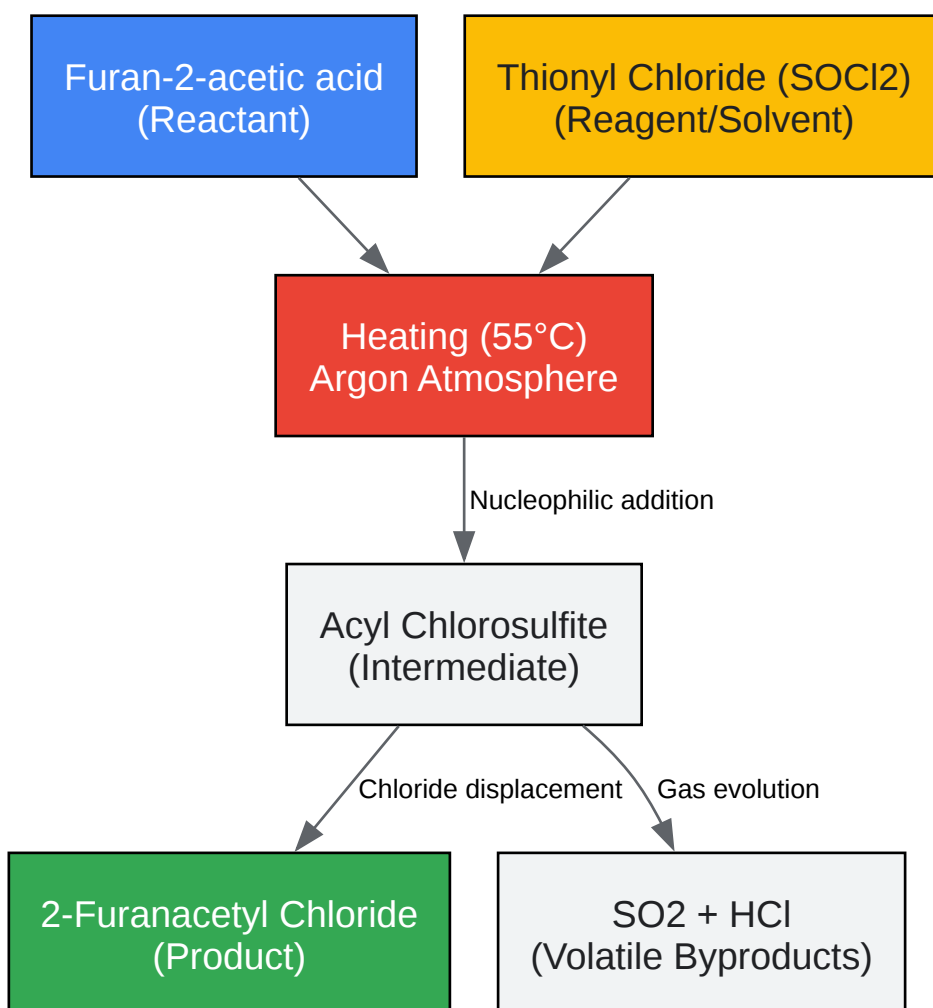 Furan-2-acetic acid
(Reactant)
Thionyl Chloride (SOCl2)
(Reagent/Solvent)
Heating (55°C)
Argon Atmosphere
Nucleophilic addition
Acyl Chlorosulfite
(Intermediate)
Chloride displacement
Gas evolution
2-Furanacetyl Chloride
(Product)
SO2 + HCl
(Volatile Byproducts)